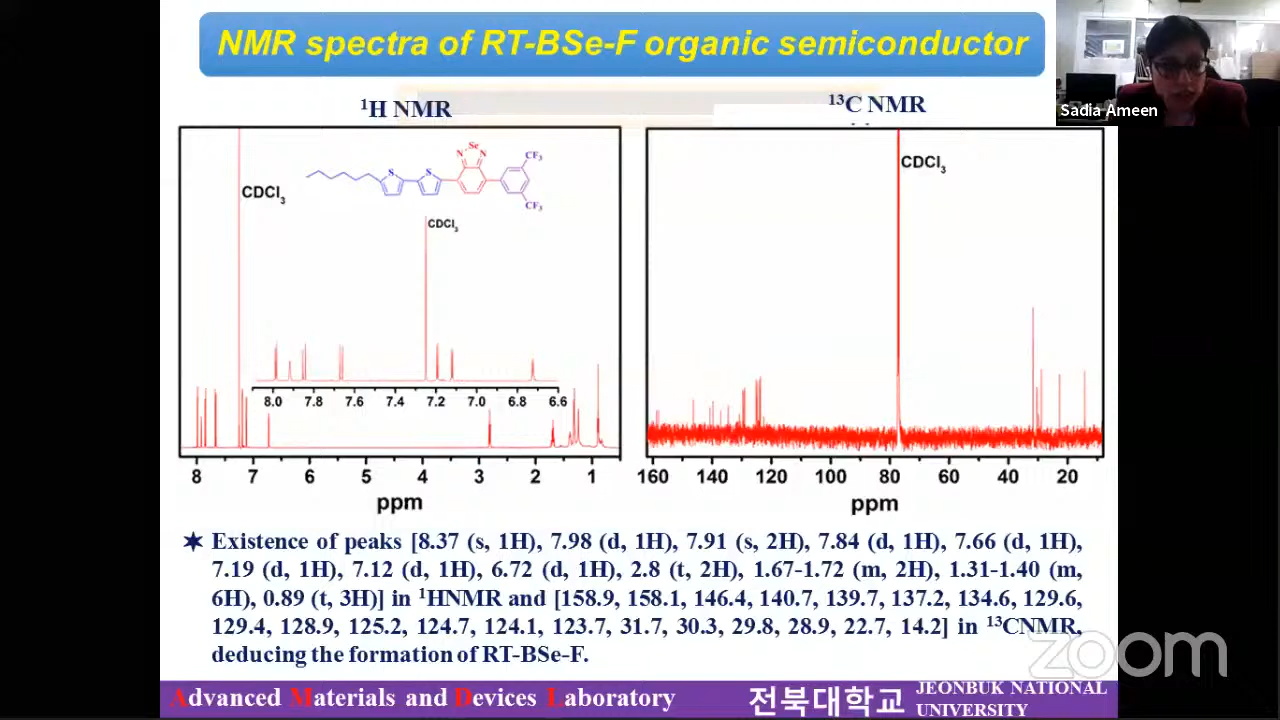 NMR spectra of RT-BSe-F organic semiconductor
Sadia Ameen
¹H NMR
¹³C NMR
CDCl₃
Se
N
N
S
S
CF₃
CF₃
CDCl₃
8.0 7.8 7.6 7.4 7.2 7.0 6.8 6.6
8 7 6 5 4 3 2 1
ppm
CDCl₃
160 140 120 100 80 60 40 20
ppm
✶ Existence of peaks [8.37 (s, 1H), 7.98 (d, 1H), 7.91 (s, 2H), 7.84 (d, 1H), 7.66 (d, 1H),
7.19 (d, 1H), 7.12 (d, 1H), 6.72 (d, 1H), 2.8 (t, 2H), 1.67-1.72 (m, 2H), 1.31-1.40 (m,
6H), 0.89 (t, 3H)] in ¹HNMR and [158.9, 158.1, 146.4, 140.7, 139.7, 137.2, 134.6, 129.6,
129.4, 128.9, 125.2, 124.7, 124.1, 123.7, 31.7, 30.3, 29.8, 28.9, 22.7, 14.2] in ¹³CNMR,
deducing the formation of RT-BSe-F.
zoom
Advanced Materials and Devices Laboratory
전북대학교
JEONBUK NATIONAL
UNIVERSITY